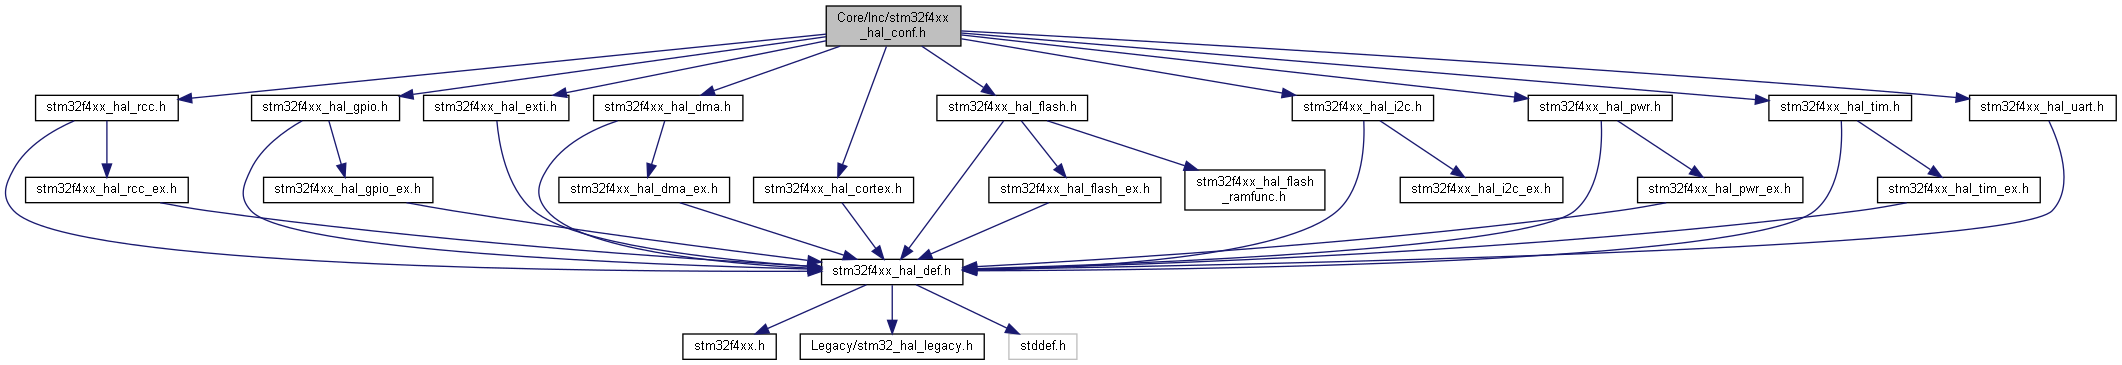 Core/Inc/stm32f4xx
_hal_conf.h
stm32f4xx_hal_rcc.h
stm32f4xx_hal_gpio.h
stm32f4xx_hal_exti.h
stm32f4xx_hal_dma.h
stm32f4xx_hal_flash.h
stm32f4xx_hal_i2c.h
stm32f4xx_hal_pwr.h
stm32f4xx_hal_tim.h
stm32f4xx_hal_uart.h
stm32f4xx_hal_rcc_ex.h
stm32f4xx_hal_gpio_ex.h
stm32f4xx_hal_dma_ex.h
stm32f4xx_hal_cortex.h
stm32f4xx_hal_flash_ex.h
stm32f4xx_hal_flash
_ramfunc.h
stm32f4xx_hal_i2c_ex.h
stm32f4xx_hal_pwr_ex.h
stm32f4xx_hal_tim_ex.h
stm32f4xx_hal_def.h
stm32f4xx.h
Legacy/stm32_hal_legacy.h
stddef.h